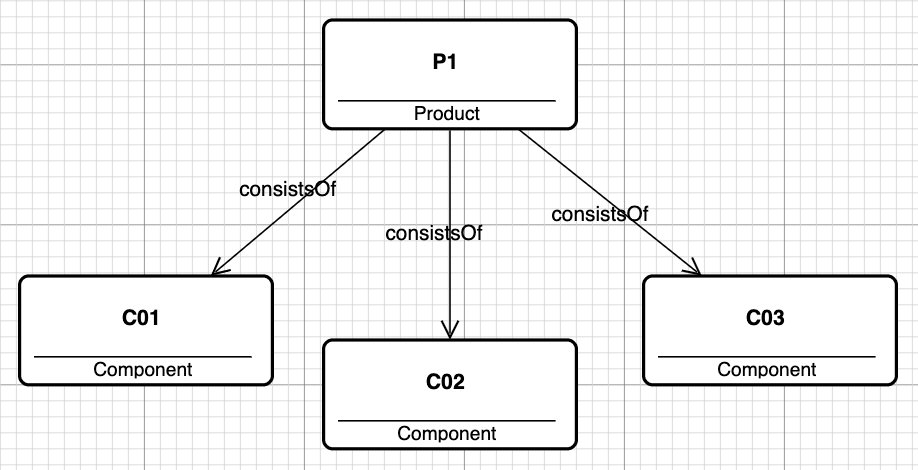 P1
Product
consistsOf
consistsOf
consistsOf
C01
Component
C02
Component
C03
Component